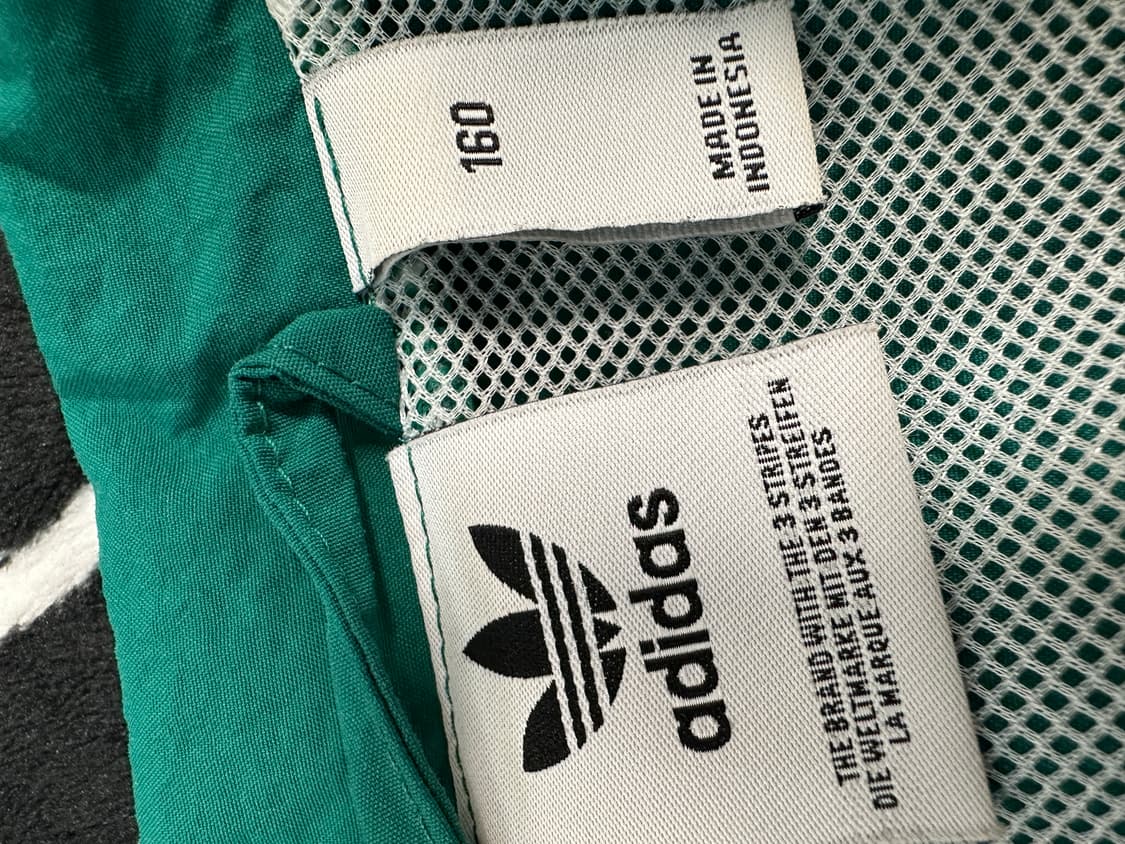 160
MADE IN
INDONESIA
adidas
THE BRAND WITH THE 3 STRIPES
DIE WELTMARKE MIT DEN 3 STREIFEN
LA MARQUE AUX 3 BANDES